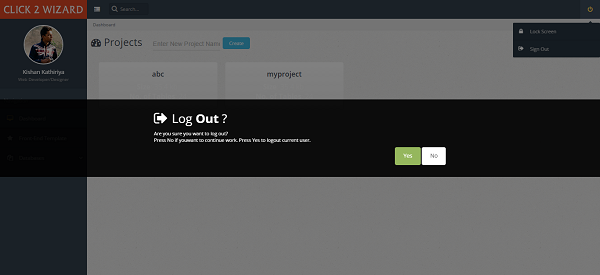 CLICK 2 WIZARD
Search...
Lock Screen
Sign Out
Dashboard
Projects
Enter New Project Name
Create
Kishan Kathiriya
Web Developer/Designer
abc
myproject
Log Out ?
Are you sure you want to log out?
Press No if youwant to continue work. Press Yes to logout current user.
Yes
No